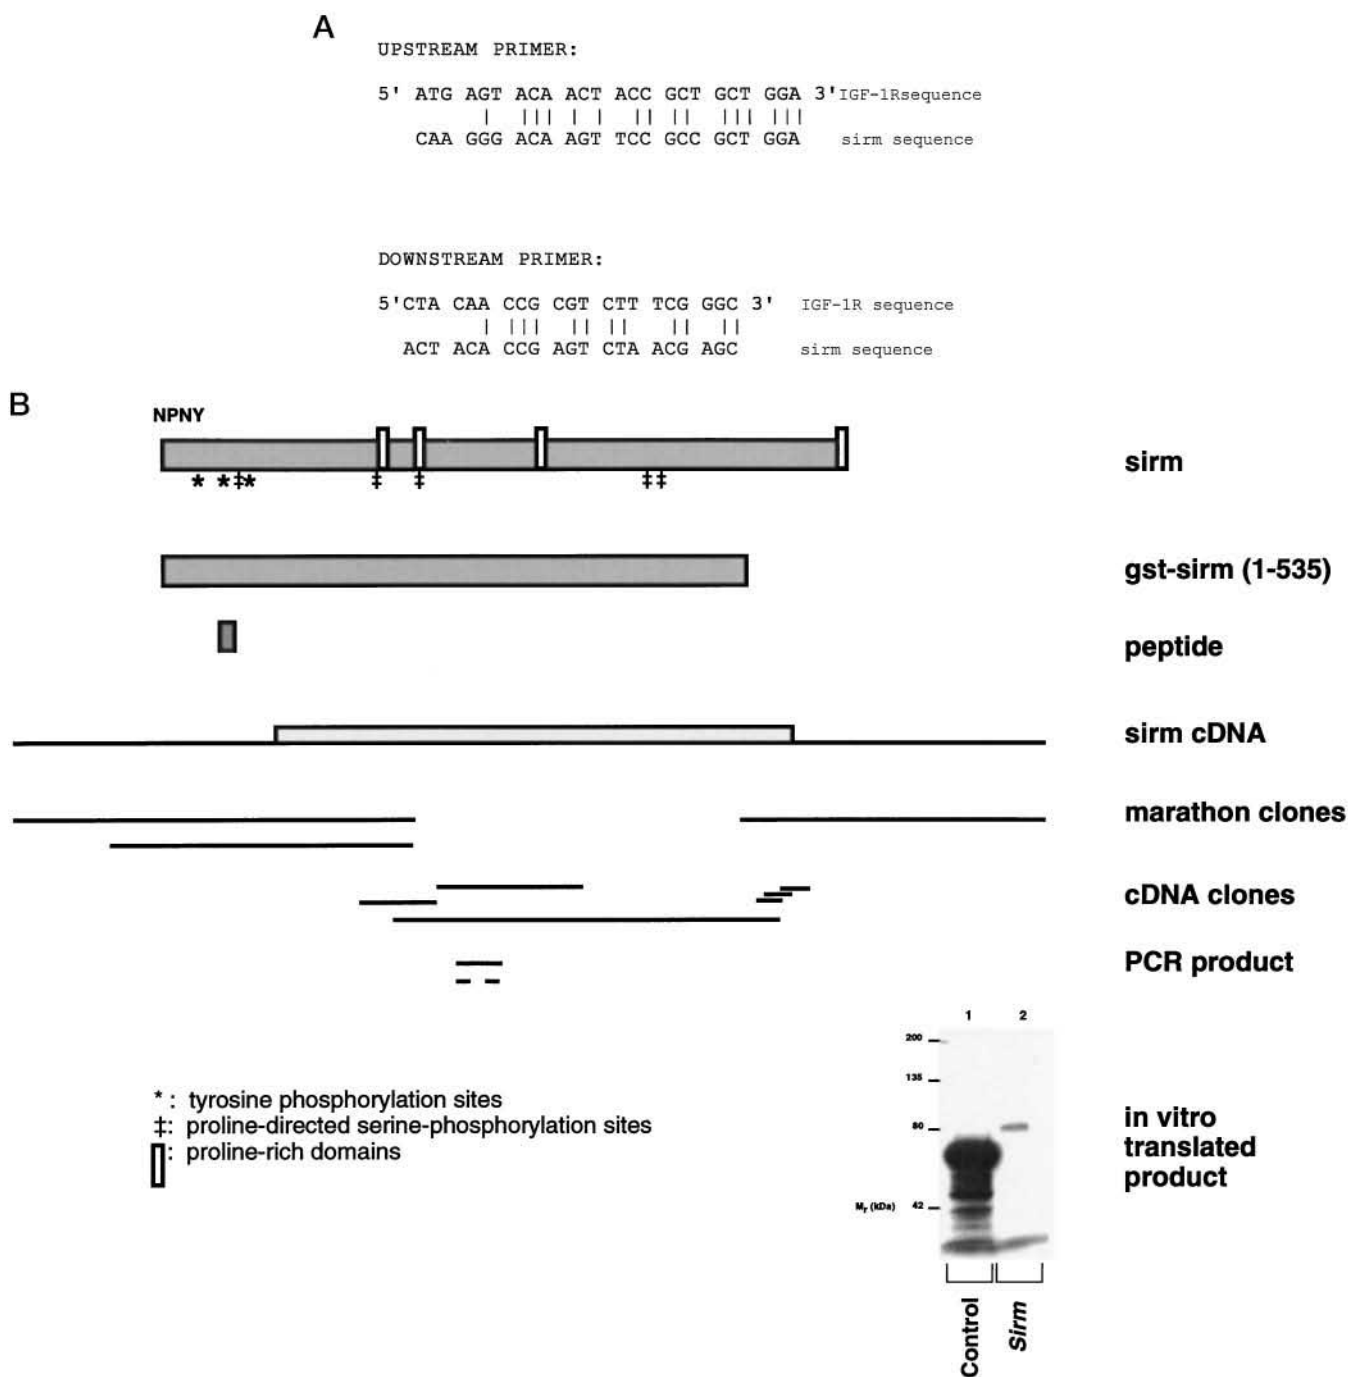 A
UPSTREAM PRIMER:
5' ATG AGT ACA ACT ACC GCT GCT GGA 3' IGF-1Rsequence
CAA GGG ACA AGT TCC GCC GCT GGA sirm sequence
DOWNSTREAM PRIMER:
5'CTA CAA CCG CGT CTT TCG GGC 3' IGF-1R sequence
ACT ACA CCG AGT CTA ACG AGC sirm sequence
B
NPNY
sirm
* *‡* ‡ ‡ ‡‡
gst-sirm (1-535)
peptide
sirm cDNA
marathon clones
cDNA clones
PCR product
1 2
200
135
80
Mr (kDa) 42
in vitro
translated
product
* : tyrosine phosphorylation sites
‡: proline-directed serine-phosphorylation sites
: proline-rich domains
Control
Sirm